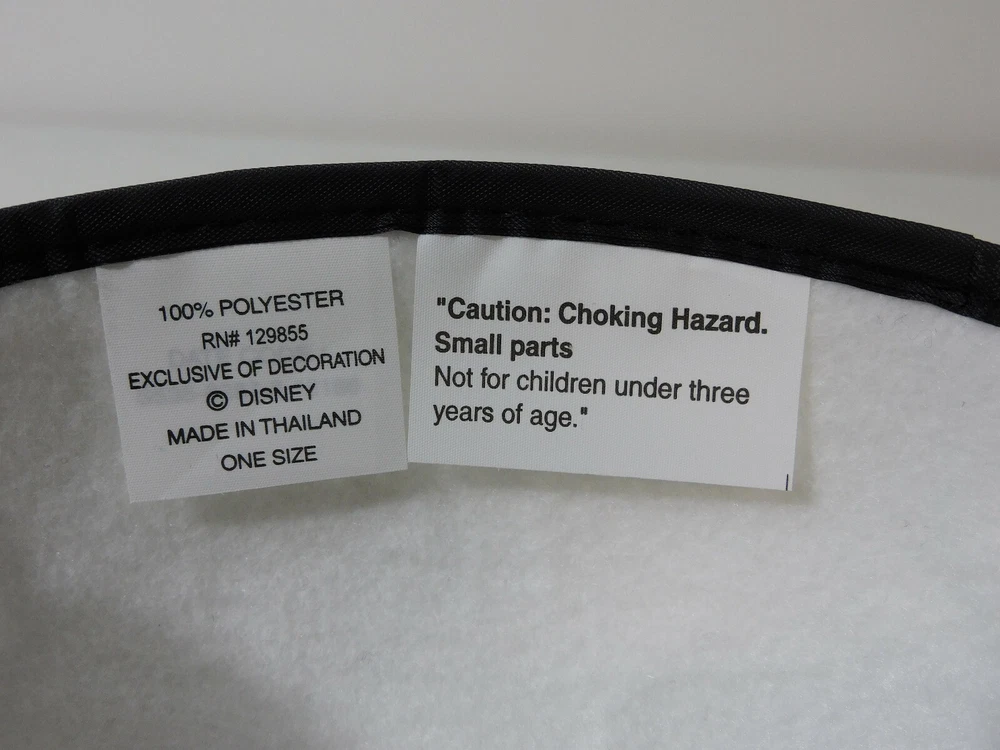 100% POLYESTER
RN# 129855
EXCLUSIVE OF DECORATION
© DISNEY
MADE IN THAILAND
ONE SIZE
"Caution: Choking Hazard.
Small parts
Not for children under three
years of age."